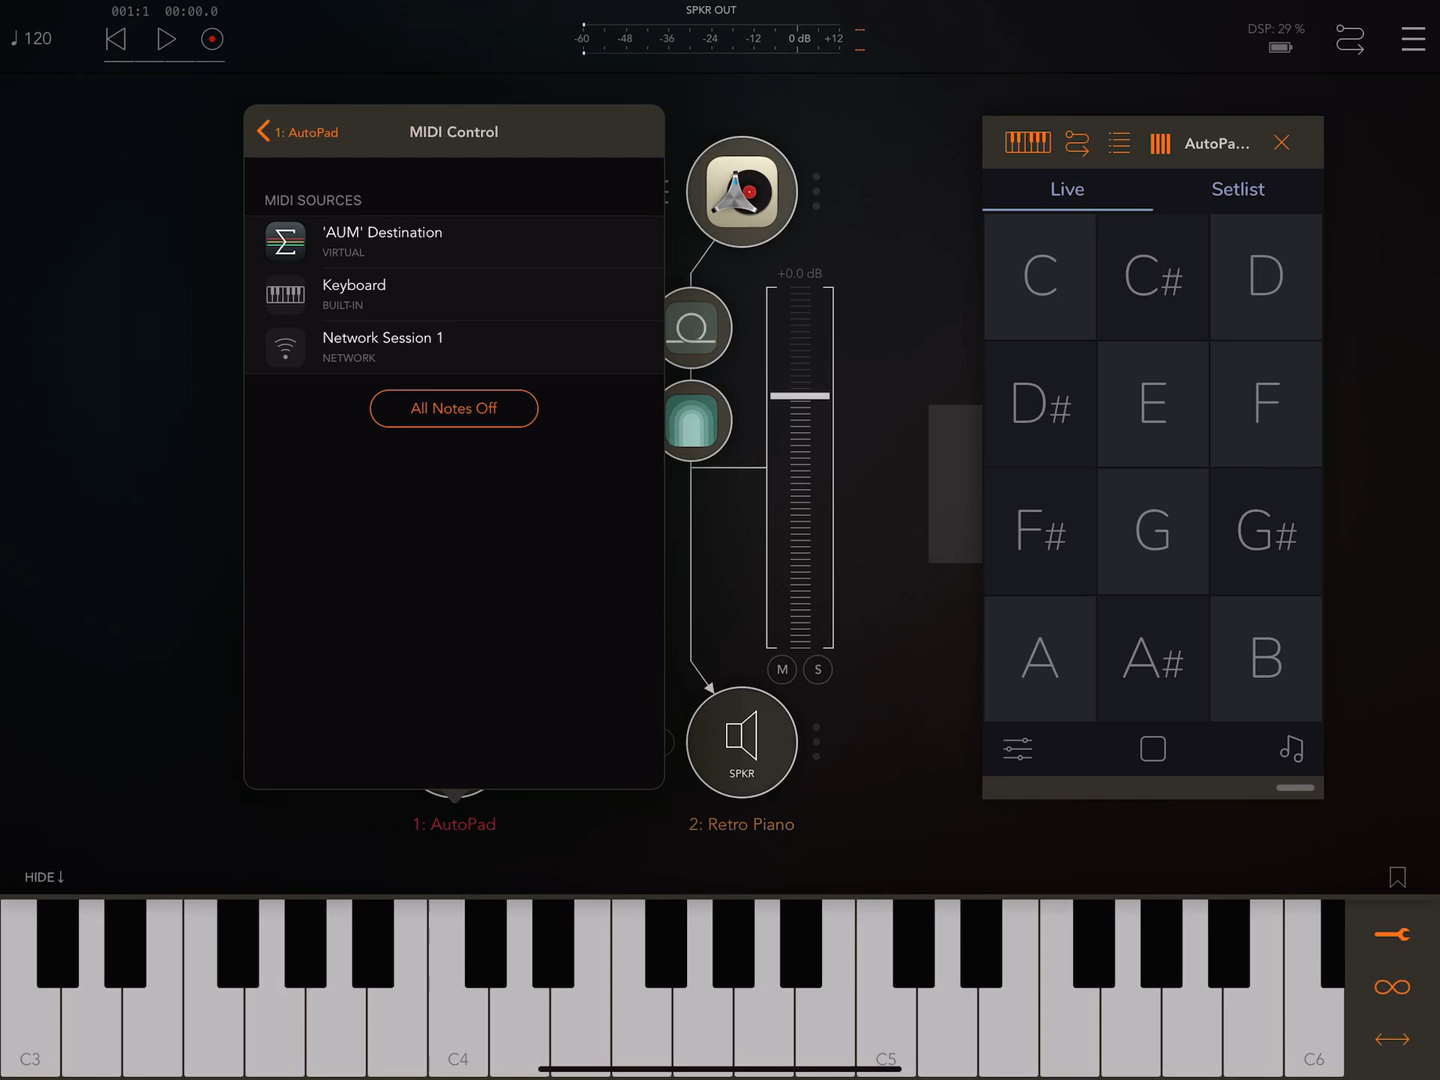 001:1 00:00.0
♩ 120
SPKR OUT
-60 -48 -36 -24 -12 0 dB +12
DSP: 29 %
1: AutoPad
MIDI Control
MIDI SOURCES
'AUM' Destination
VIRTUAL
Keyboard
BUILT-IN
Network Session 1
NETWORK
All Notes Off
+0.0 dB
M S
SPKR
1: AutoPad
2: Retro Piano
AutoPa...
Live Setlist
C C# D
D# E F
F# G G#
A A# B
HIDE↓
C3 C4 C5 C6